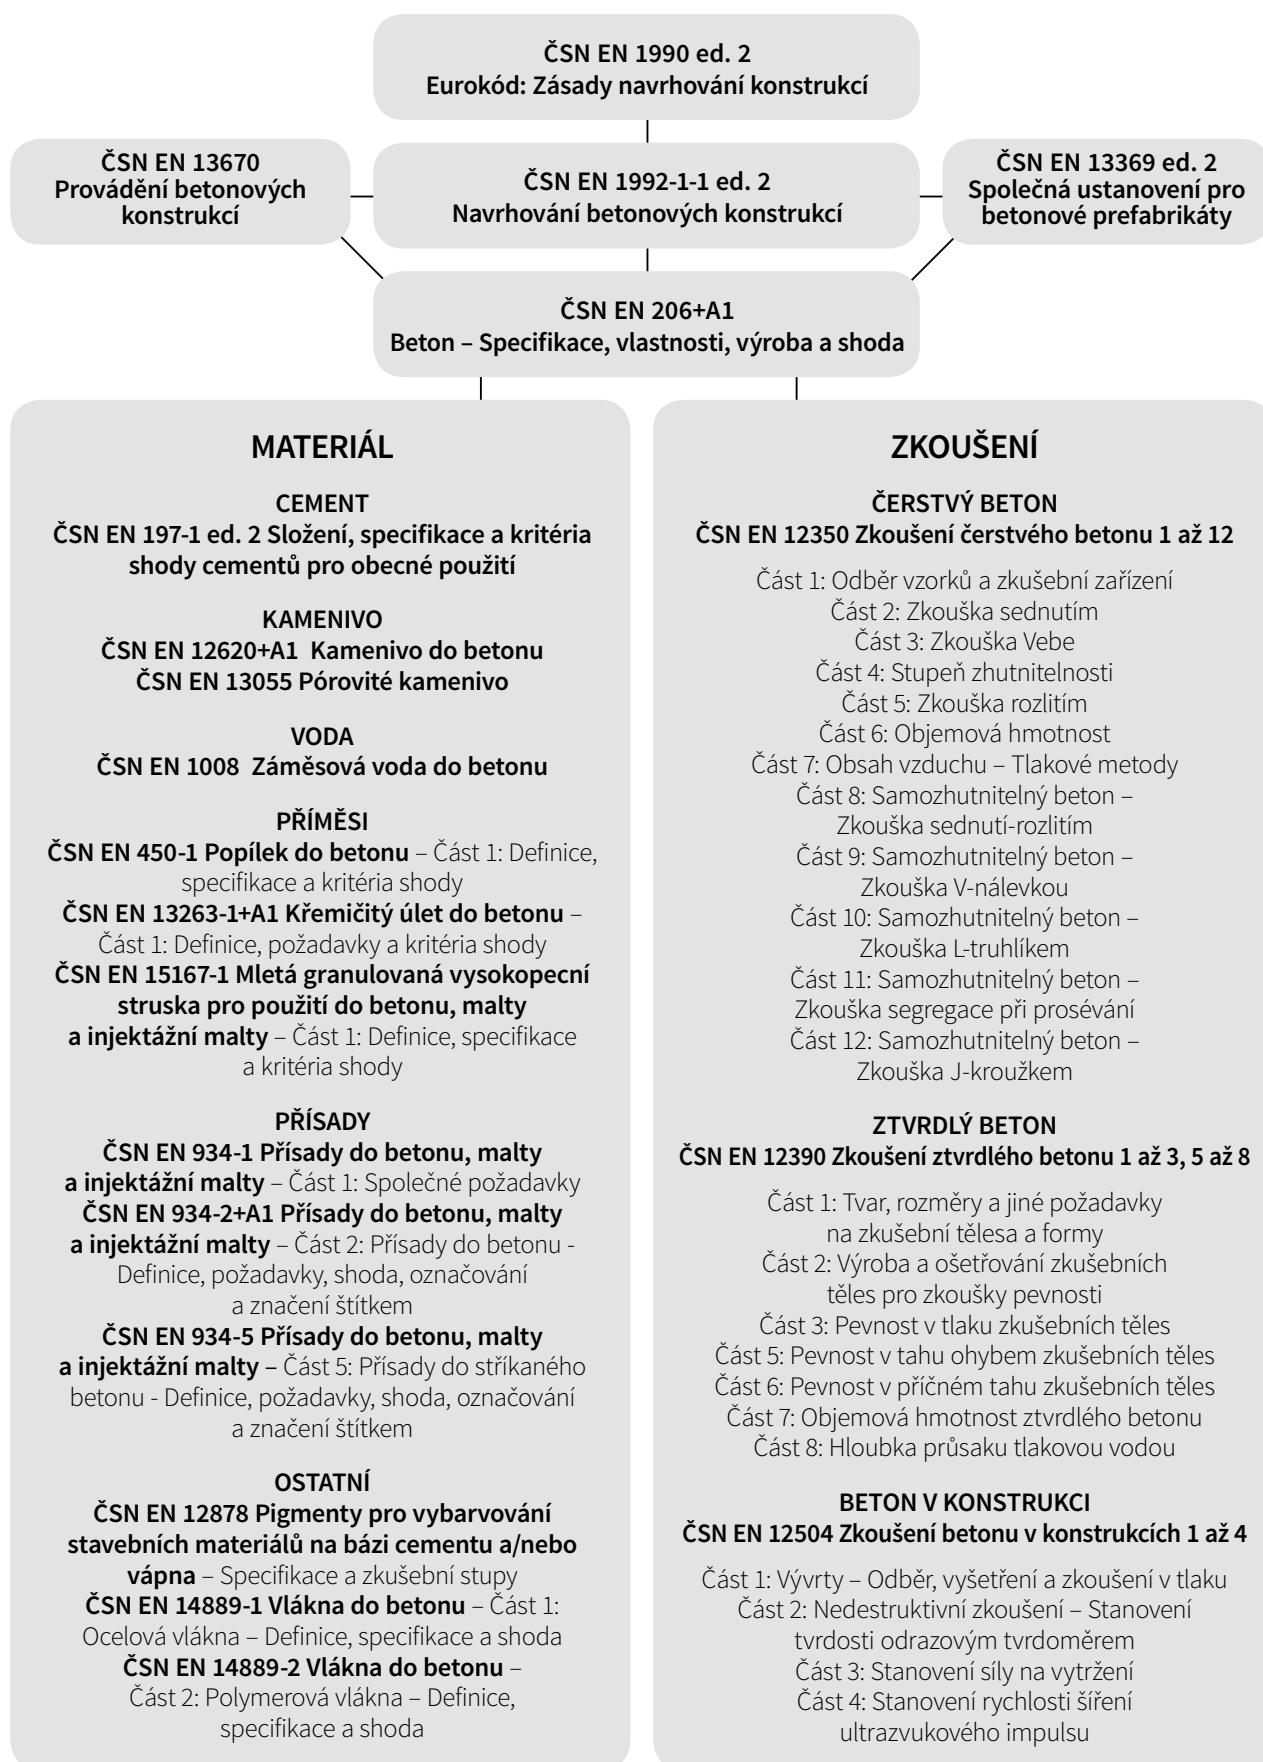 ČSN EN 1990 ed. 2
Eurokód: Zásady navrhování konstrukcí
ČSN EN 13670
Provádění betonových
konstrukcí
ČSN EN 1992-1-1 ed. 2
Navrhování betonových konstrukcí
ČSN EN 13369 ed. 2
Společná ustanovení pro
betonové prefabrikáty
ČSN EN 206+A1
Beton – Specifikace, vlastnosti, výroba a shoda
MATERIÁL
CEMENT
ČSN EN 197-1 ed. 2 Složení, specifikace a kritéria
shody cementů pro obecné použití
KAMENIVO
ČSN EN 12620+A1 Kamenivo do betonu
ČSN EN 13055 Pórovité kamenivo
VODA
ČSN EN 1008 Záměsová voda do betonu
PŘÍMĚSI
ČSN EN 450-1 Popílek do betonu – Část 1: Definice,
specifikace a kritéria shody
ČSN EN 13263-1+A1 Křemičitý úlet do betonu –
Část 1: Definice, požadavky a kritéria shody
ČSN EN 15167-1 Mletá granulovaná vysokopecní
struska pro použití do betonu, malty
a injektážní malty – Část 1: Definice, specifikace
a kritéria shody
PŘÍSADY
ČSN EN 934-1 Přísady do betonu, malty
a injektážní malty – Část 1: Společné požadavky
ČSN EN 934-2+A1 Přísady do betonu, malty
a injektážní malty – Část 2: Přísady do betonu -
Definice, požadavky, shoda, označování
a značení štítkem
ČSN EN 934-5 Přísady do betonu, malty
a injektážní malty – Část 5: Přísady do stříkaného
betonu - Definice, požadavky, shoda, označování
a značení štítkem
OSTATNÍ
ČSN EN 12878 Pigmenty pro vybarvování
stavebních materiálů na bázi cementu a/nebo
vápna – Specifikace a zkušební stupy
ČSN EN 14889-1 Vlákna do betonu – Část 1:
Ocelová vlákna – Definice, specifikace a shoda
ČSN EN 14889-2 Vlákna do betonu –
Část 2: Polymerová vlákna – Definice,
specifikace a shoda
ZKOUŠENÍ
ČERSTVÝ BETON
ČSN EN 12350 Zkoušení čerstvého betonu 1 až 12
Část 1: Odběr vzorků a zkušební zařízení
Část 2: Zkouška sednutím
Část 3: Zkouška Vebe
Část 4: Stupeň zhutnitelnosti
Část 5: Zkouška rozlitím
Část 6: Objemová hmotnost
Část 7: Obsah vzduchu – Tlakové metody
Část 8: Samozhutnitelný beton –
Zkouška sednutí-rozlitím
Část 9: Samozhutnitelný beton –
Zkouška V-nálevkou
Část 10: Samozhutnitelný beton –
Zkouška L-truhlíkem
Část 11: Samozhutnitelný beton –
Zkouška segregace při prosévání
Část 12: Samozhutnitelný beton –
Zkouška J-kroužkem
ZTVRDLÝ BETON
ČSN EN 12390 Zkoušení ztvrdlého betonu 1 až 3, 5 až 8
Část 1: Tvar, rozměry a jiné požadavky
na zkušební tělesa a formy
Část 2: Výroba a ošetřování zkušebních
těles pro zkoušky pevnosti
Část 3: Pevnost v tlaku zkušebních těles
Část 5: Pevnost v tahu ohybem zkušebních těles
Část 6: Pevnost v příčném tahu zkušebních těles
Část 7: Objemová hmotnost ztvrdlého betonu
Část 8: Hloubka průsaku tlakovou vodou
BETON V KONSTRUKCI
ČSN EN 12504 Zkoušení betonu v konstrukcích 1 až 4
Část 1: Vývrty – Odběr, vyšetření a zkoušení v tlaku
Část 2: Nedestruktivní zkoušení – Stanovení
tvrdosti odrazovým tvrdoměrem
Část 3: Stanovení síly na vytržení
Část 4: Stanovení rychlosti šíření
ultrazvukového impulsu